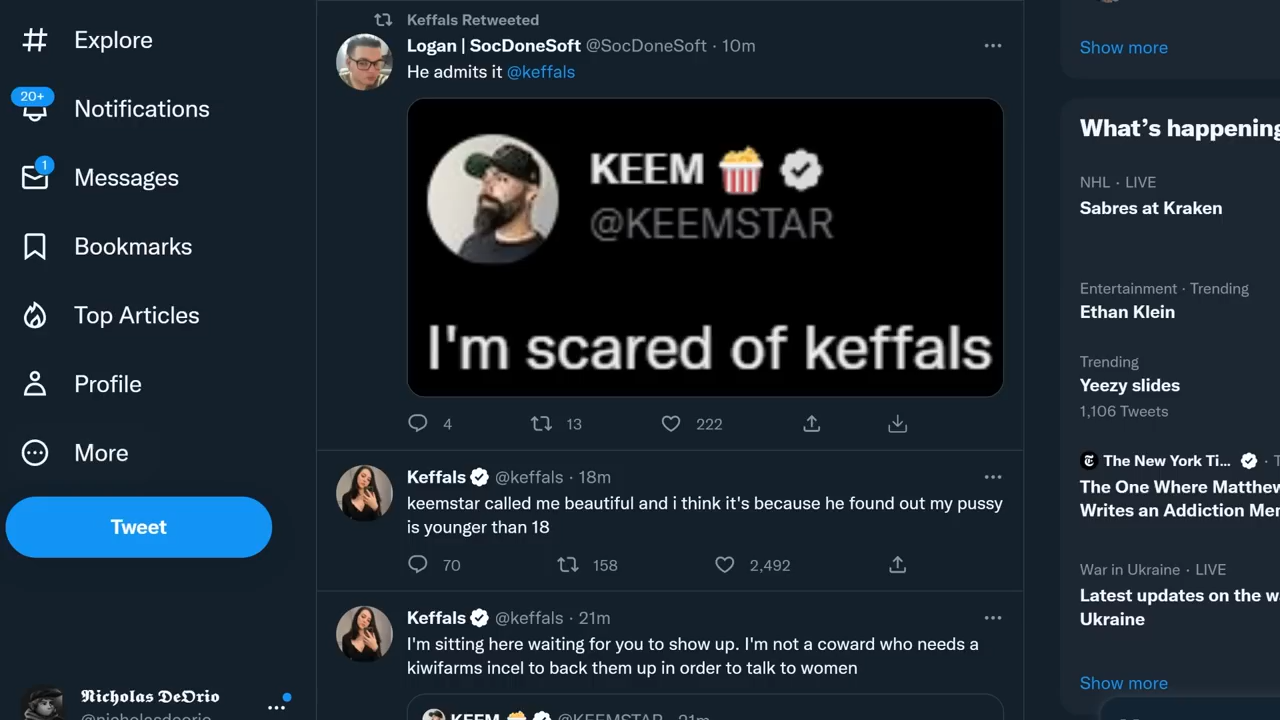 Explore
20+
Notifications
1
Messages
Bookmarks
Top Articles
Profile
More
Tweet
Nicholas DeOrio
@nicholasdeorio
Keffals Retweeted
Logan | SocDoneSoft @SocDoneSoft · 10m
He admits it @keffals
KEEM
@KEEMSTAR
I'm scared of keffals
4 13 222
Keffals @keffals · 18m
keemstar called me beautiful and i think it's because he found out my pussy
is younger than 18
70 158 2,492
Keffals @keffals · 21m
I'm sitting here waiting for you to show up. I'm not a coward who needs a
kiwifarms incel to back them up in order to talk to women
KEEM @KEEMSTAR · 21m
Show more
What's happening
NHL · LIVE
Sabres at Kraken
Entertainment · Trending
Ethan Klein
Trending
Yeezy slides
1,106 Tweets
The New York Ti... ·
The One Where Matthew
Writes an Addiction
War in Ukraine · LIVE
Latest updates on the
Ukraine
Show more